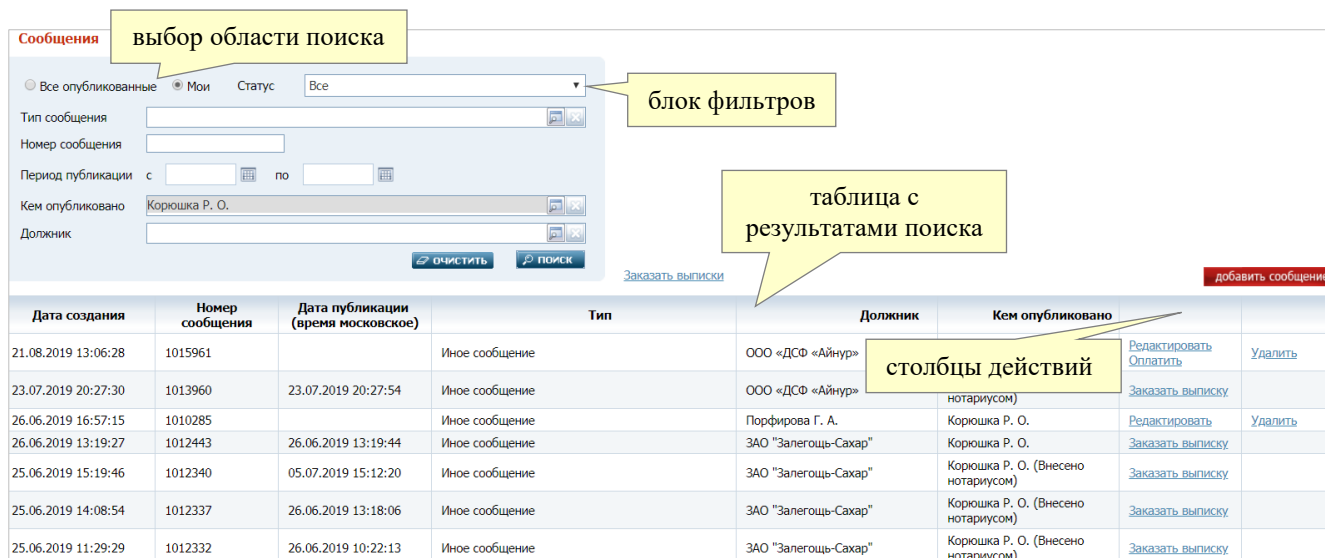 Сообщения
выбор области поиска
Все опубликованные Мои Статус Все
блок фильтров
Тип сообщения
Номер сообщения
Период публикации с по
Кем опубликовано Корюшка Р. О.
Должник
очистить поиск
таблица с
результатами поиска
Заказать выписки
добавить сообщение
Дата создания Номер сообщения Дата публикации (время московское) Тип Должник Кем опубликовано
столбцы действий
21.08.2019 13:06:28 1015961 Иное сообщение ООО «ДСФ «Айнур» Редактировать Оплатить Удалить
23.07.2019 20:27:30 1013960 23.07.2019 20:27:54 Иное сообщение ООО «ДСФ «Айнур» нотариусом) Заказать выписку
26.06.2019 16:57:15 1010285 Иное сообщение Порфирова Г. А. Корюшка Р. О. Редактировать Удалить
26.06.2019 13:19:27 1012443 26.06.2019 13:19:44 Иное сообщение ЗАО "Залегощь-Сахар" Корюшка Р. О. Заказать выписку
25.06.2019 15:19:46 1012340 05.07.2019 15:12:20 Иное сообщение ЗАО "Залегощь-Сахар" Корюшка Р. О. (Внесено нотариусом) Заказать выписку
25.06.2019 14:08:54 1012337 26.06.2019 13:18:06 Иное сообщение ЗАО "Залегощь-Сахар" Корюшка Р. О. (Внесено нотариусом) Заказать выписку
25.06.2019 11:29:29 1012332 26.06.2019 10:22:13 Иное сообщение ЗАО "Залегощь-Сахар" Корюшка Р. О. (Внесено нотариусом) Заказать выписку